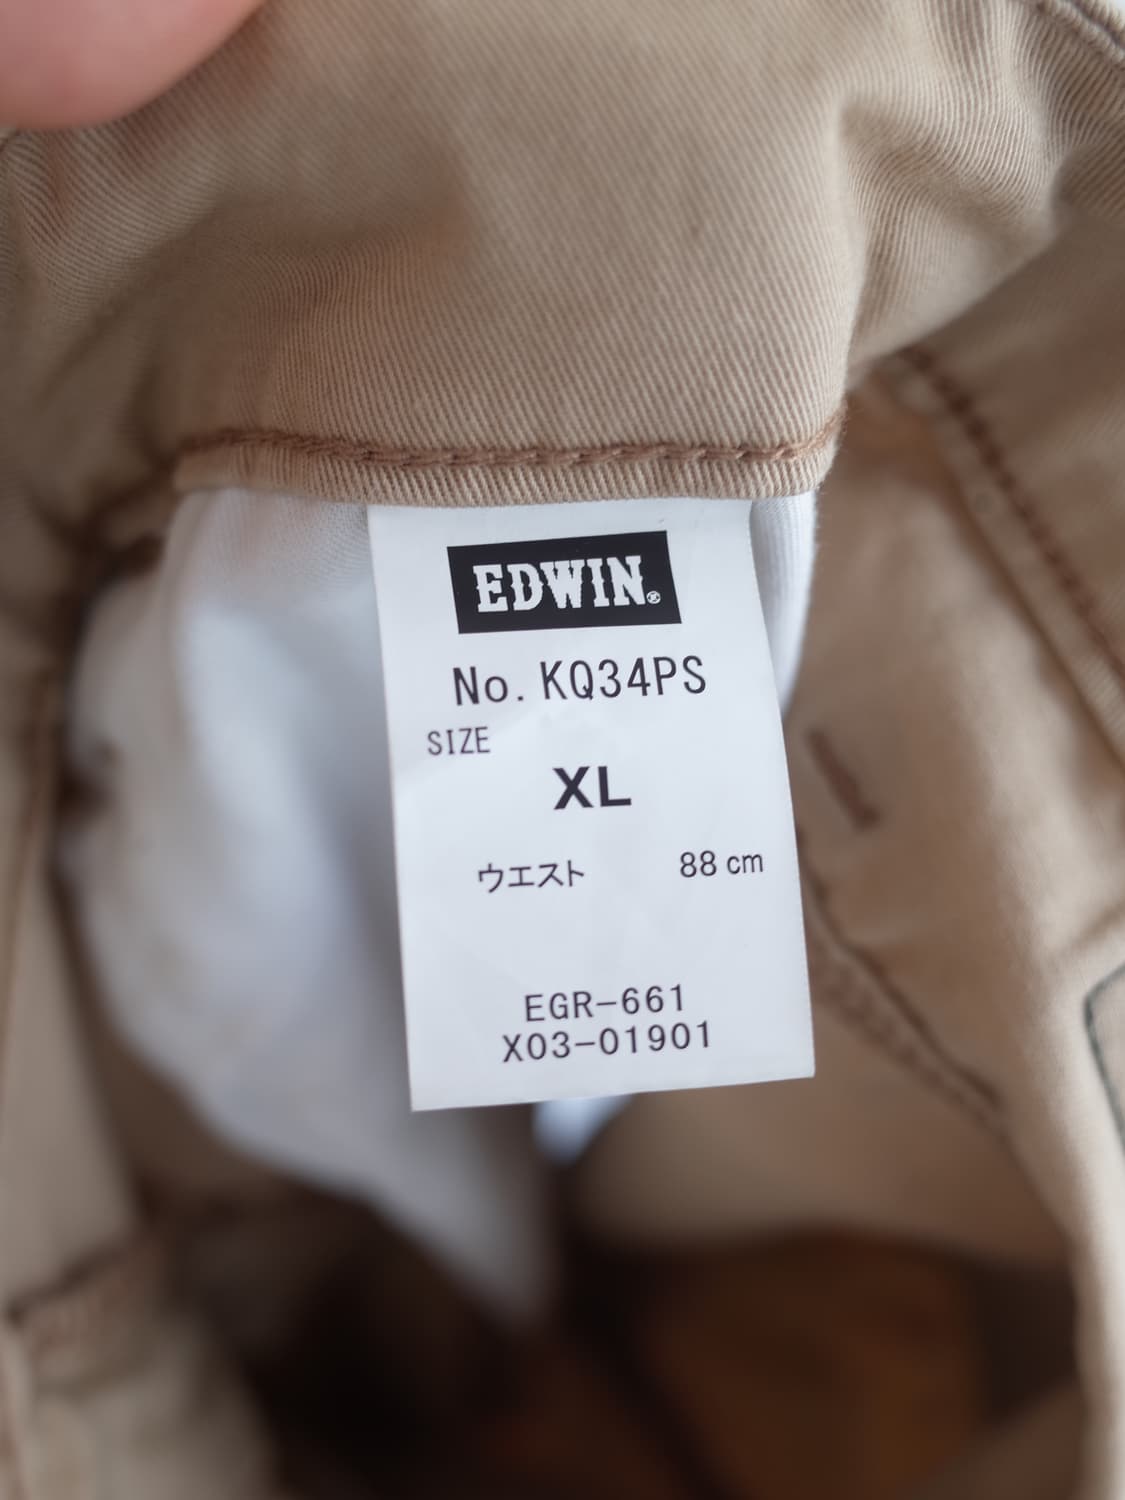 EDWIN®
No. KQ34PS
SIZE
XL
ウエスト 88 cm
EGR-661
X03-01901